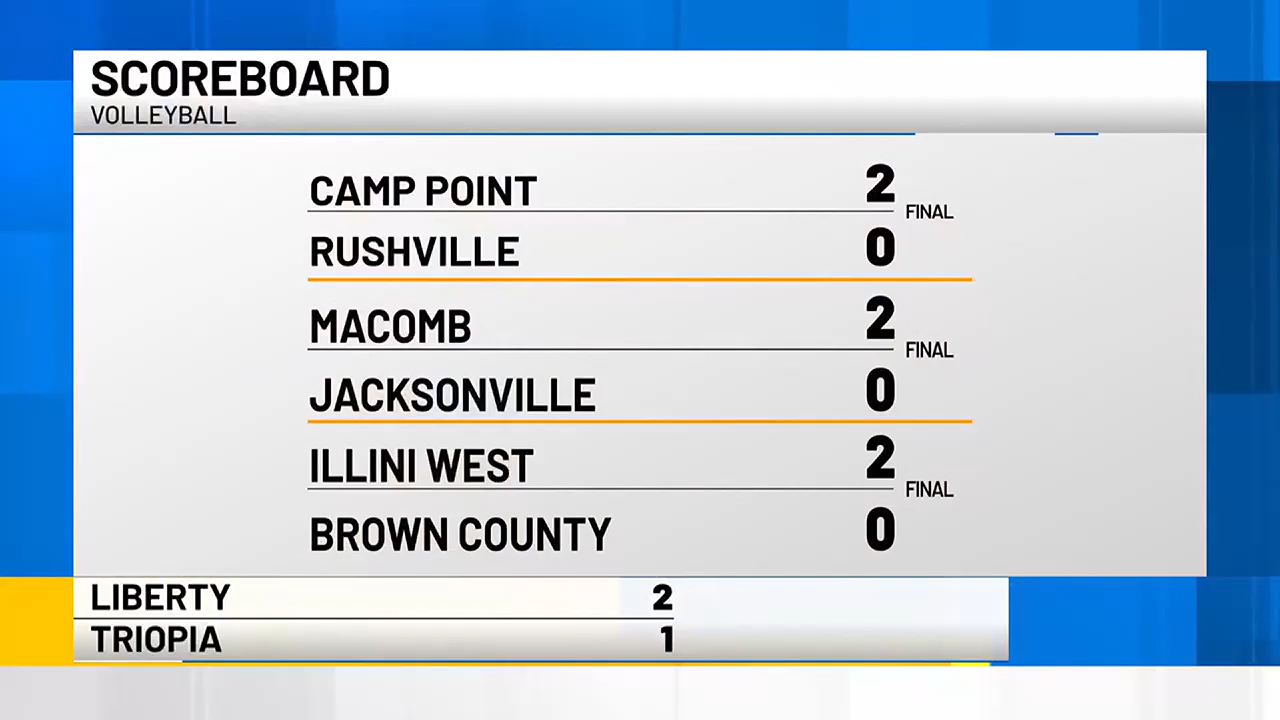 SCOREBOARD
VOLLEYBALL
CAMP POINT 2
FINAL
RUSHVILLE 0
MACOMB 2
FINAL
JACKSONVILLE 0
ILLINI WEST 2
FINAL
BROWN COUNTY 0
LIBERTY 2
TRIOPIA 1